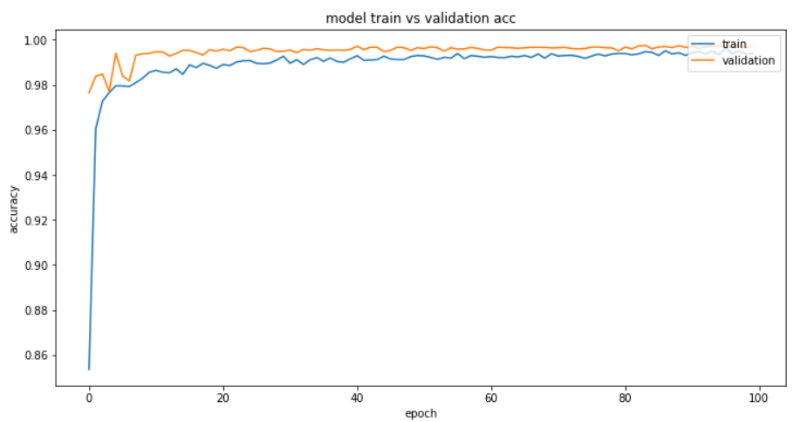 model train vs validation acc
1.00
train
validation
0.98
0.96
0.94
accuracy
0.92
0.90
0.88
0.86
0 20 40 60 80 100
epoch